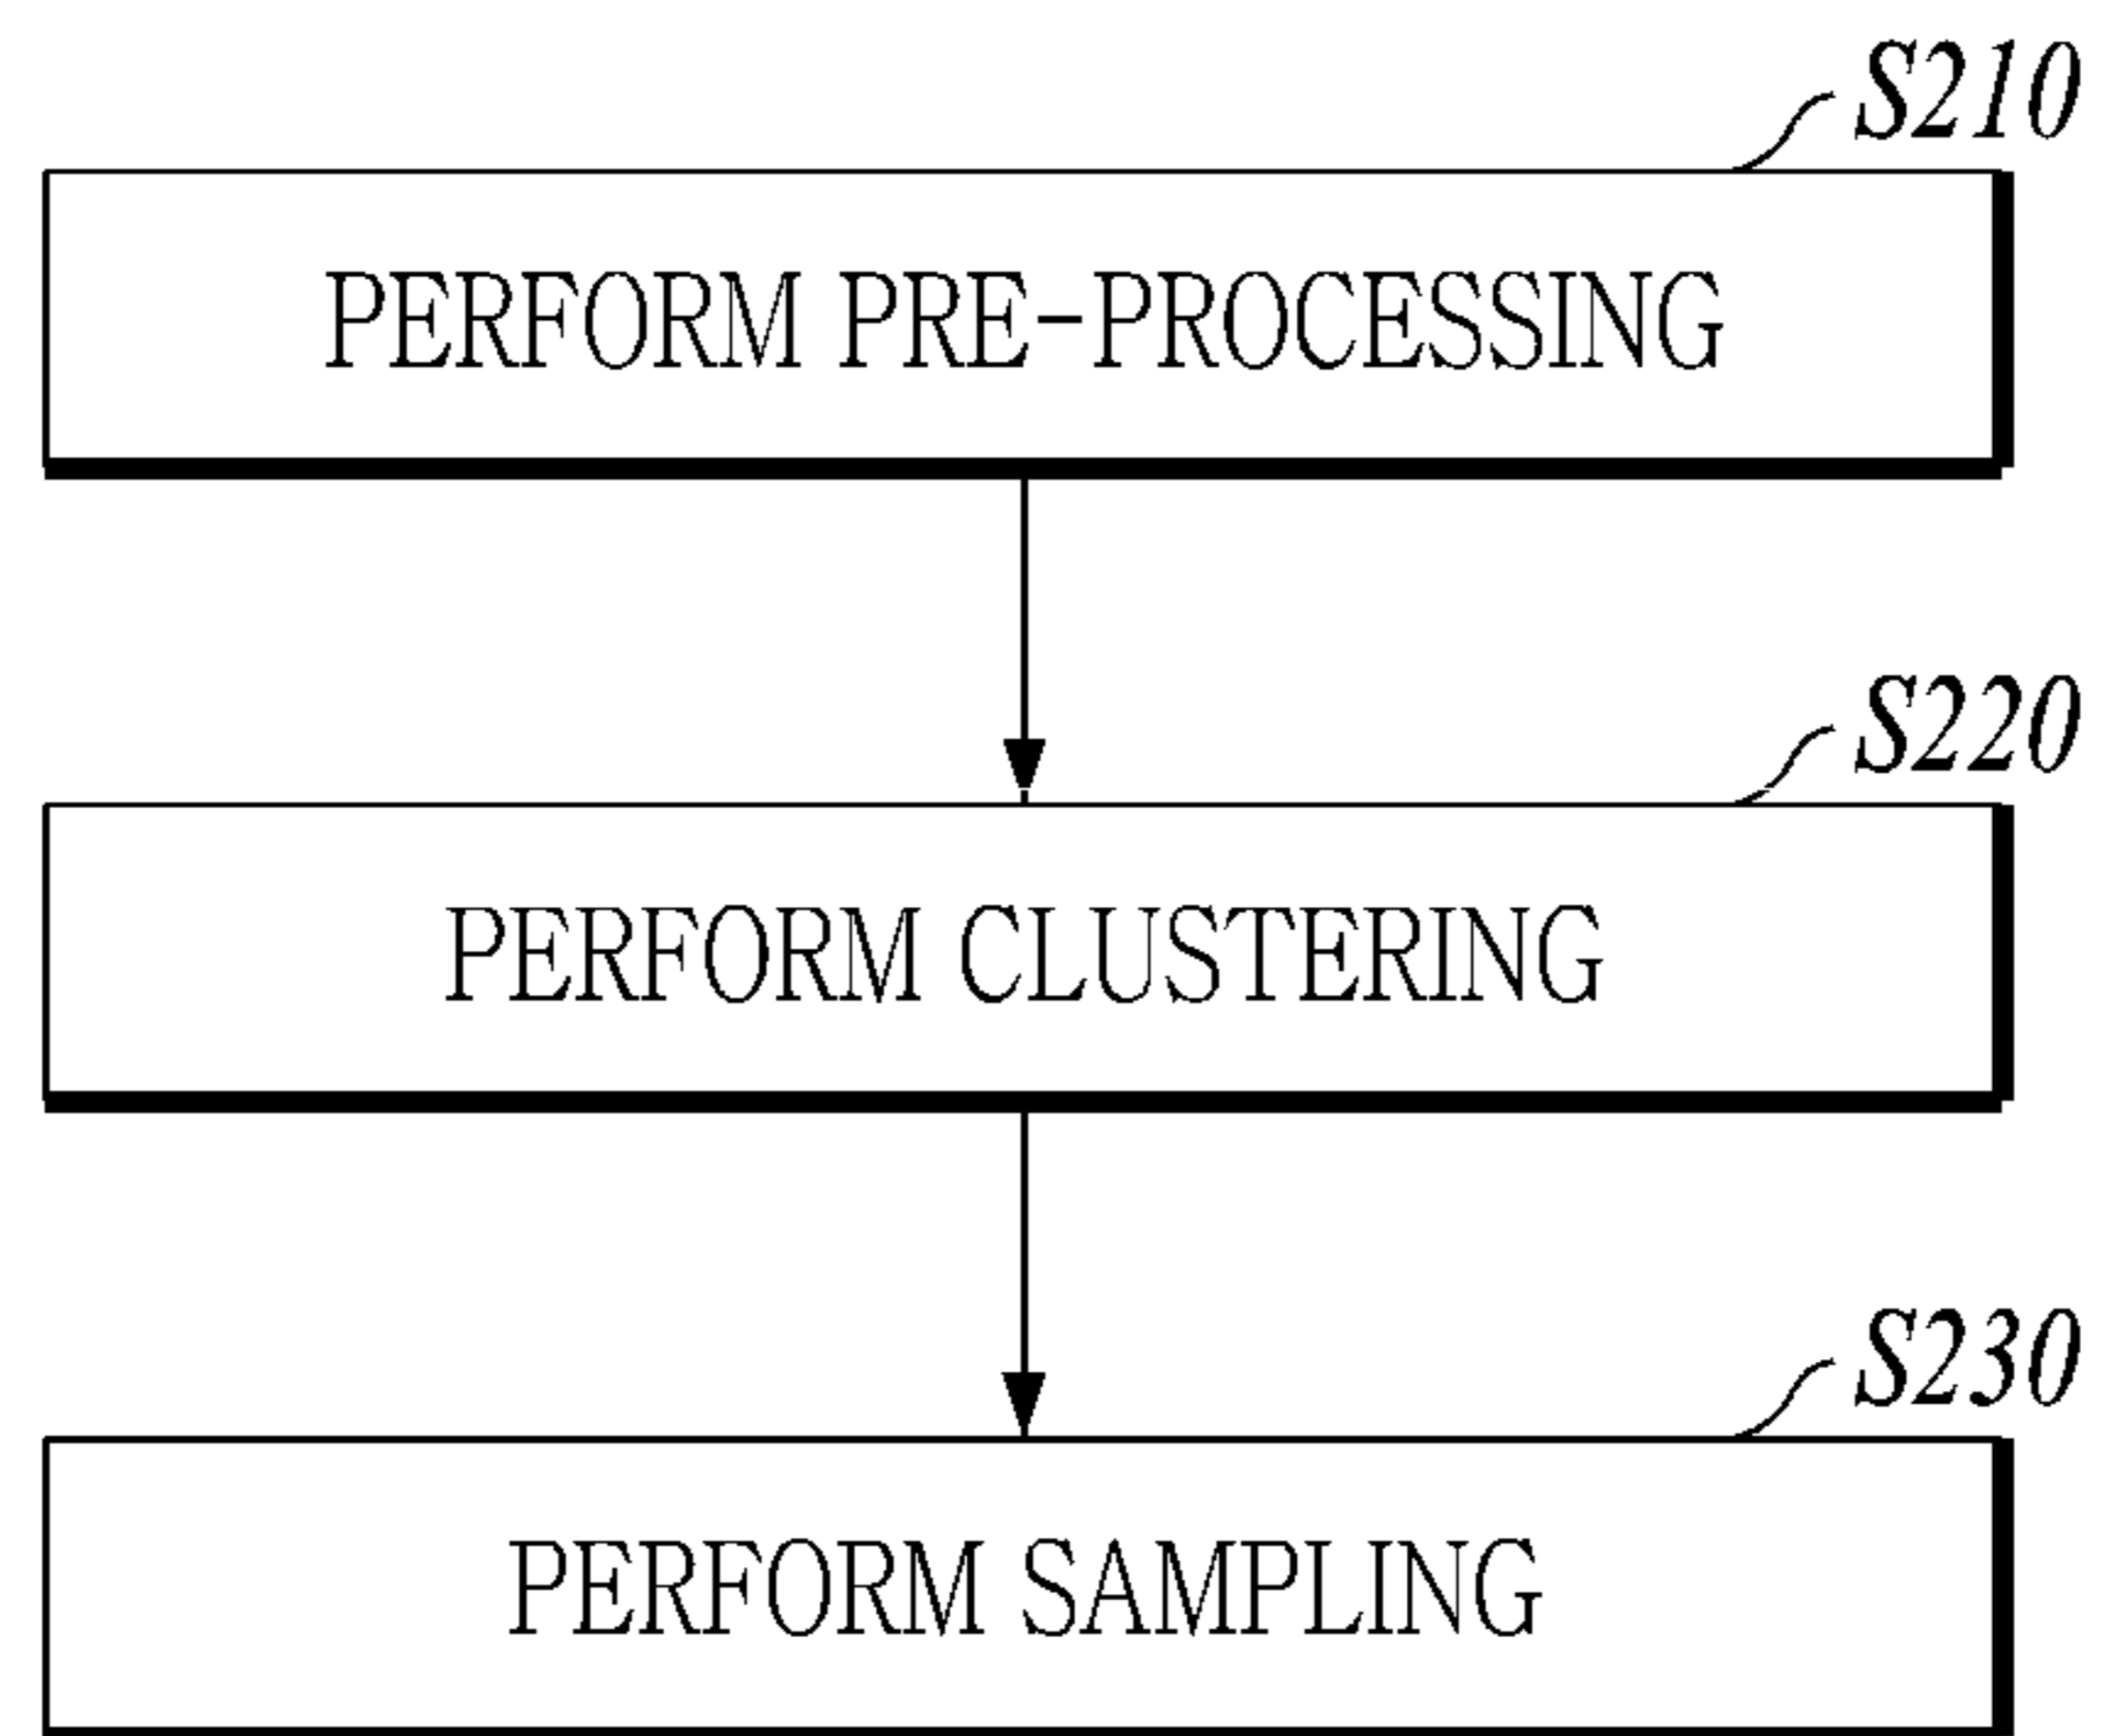 S210
PERFORM PRE-PROCESSING
S220
PERFORM CLUSTERING
S230
PERFORM SAMPLING